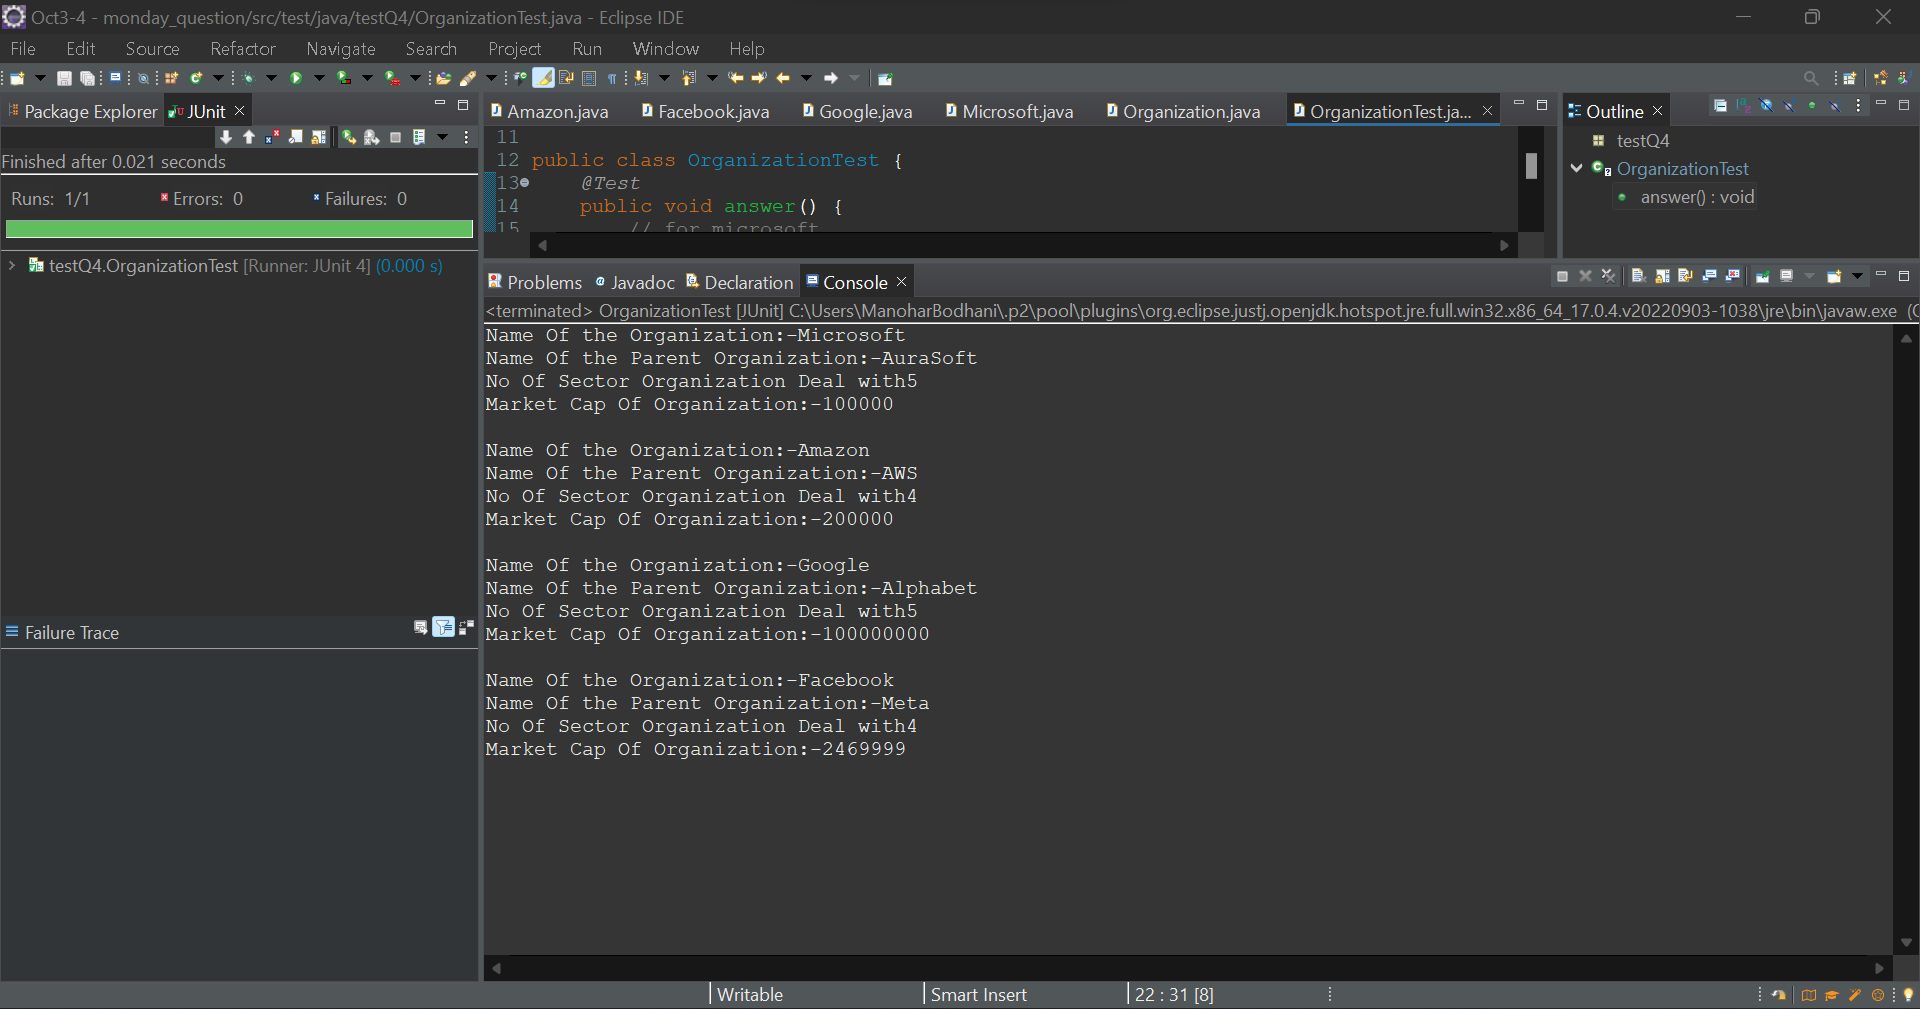 Oct3-4 - monday_question/src/test/java/testQ4/OrganizationTest.java - Eclipse IDE
File Edit Source Refactor Navigate Search Project Run Window Help
Package Explorer JUnit
Finished after 0.021 seconds
Runs: 1/1 Errors: 0 Failures: 0
testQ4.OrganizationTest [Runner: JUnit 4] (0.000 s)
Failure Trace
Amazon.java Facebook.java Google.java Microsoft.java Organization.java OrganizationTest.ja...
11
12 public class OrganizationTest {
13 @Test
14 public void answer() {
15 // for microsoft
Outline
testQ4
OrganizationTest
answer() : void
Problems Javadoc Declaration Console
<terminated> OrganizationTest [JUnit] C:\Users\ManoharBodhani\.p2\pool\plugins\org.eclipse.justj.openjdk.hotspot.jre.full.win32.x86_64_17.0.4.v20220903-1038\jre\bin\javaw.exe
Name Of the Organization:-Microsoft
Name Of the Parent Organization:-AuraSoft
No Of Sector Organization Deal with5
Market Cap Of Organization:-100000
Name Of the Organization:-Amazon
Name Of the Parent Organization:-AWS
No Of Sector Organization Deal with4
Market Cap Of Organization:-200000
Name Of the Organization:-Google
Name Of the Parent Organization:-Alphabet
No Of Sector Organization Deal with5
Market Cap Of Organization:-100000000
Name Of the Organization:-Facebook
Name Of the Parent Organization:-Meta
No Of Sector Organization Deal with4
Market Cap Of Organization:-2469999
Writable Smart Insert 22 : 31 [8]